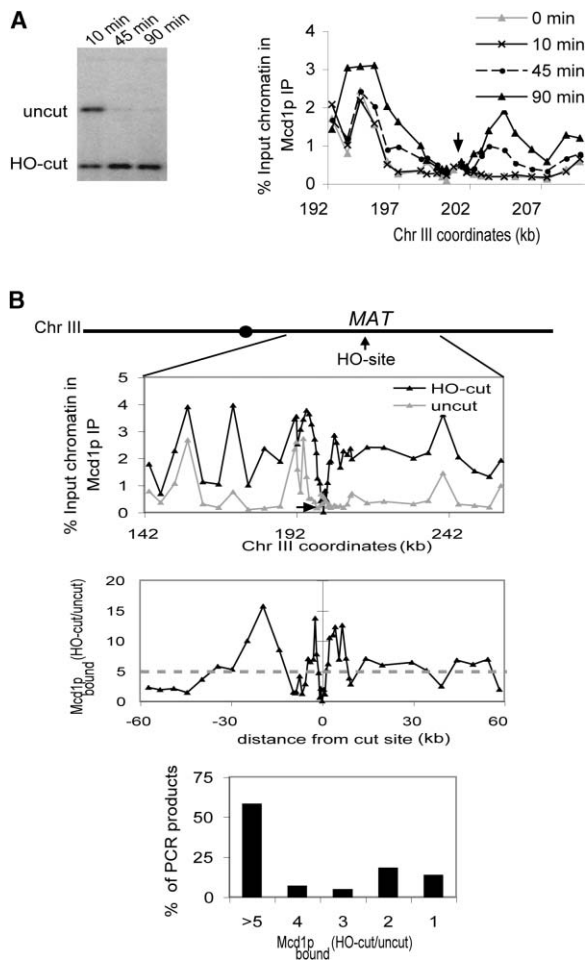 A
10 min
45 min
90 min
uncut
HO-cut
% Input chromatin in
Mcd1p IP
4
3
2
1
0
0 min
10 min
45 min
90 min
192
197
202
207
Chr III coordinates (kb)
B
Chr III
MAT
HO-site
% Input chromatin in
Mcd1p IP
5
4
3
2
1
0
HO-cut
uncut
142
192
242
Chr III coordinates (kb)
Mcd1p bound (HO-cut/uncut)
20
15
10
5
0
-60
-30
0
30
60
distance from cut site (kb)
% of PCR products
75
50
25
0
>5
4
3
2
1
Mcd1p bound (HO-cut/uncut)